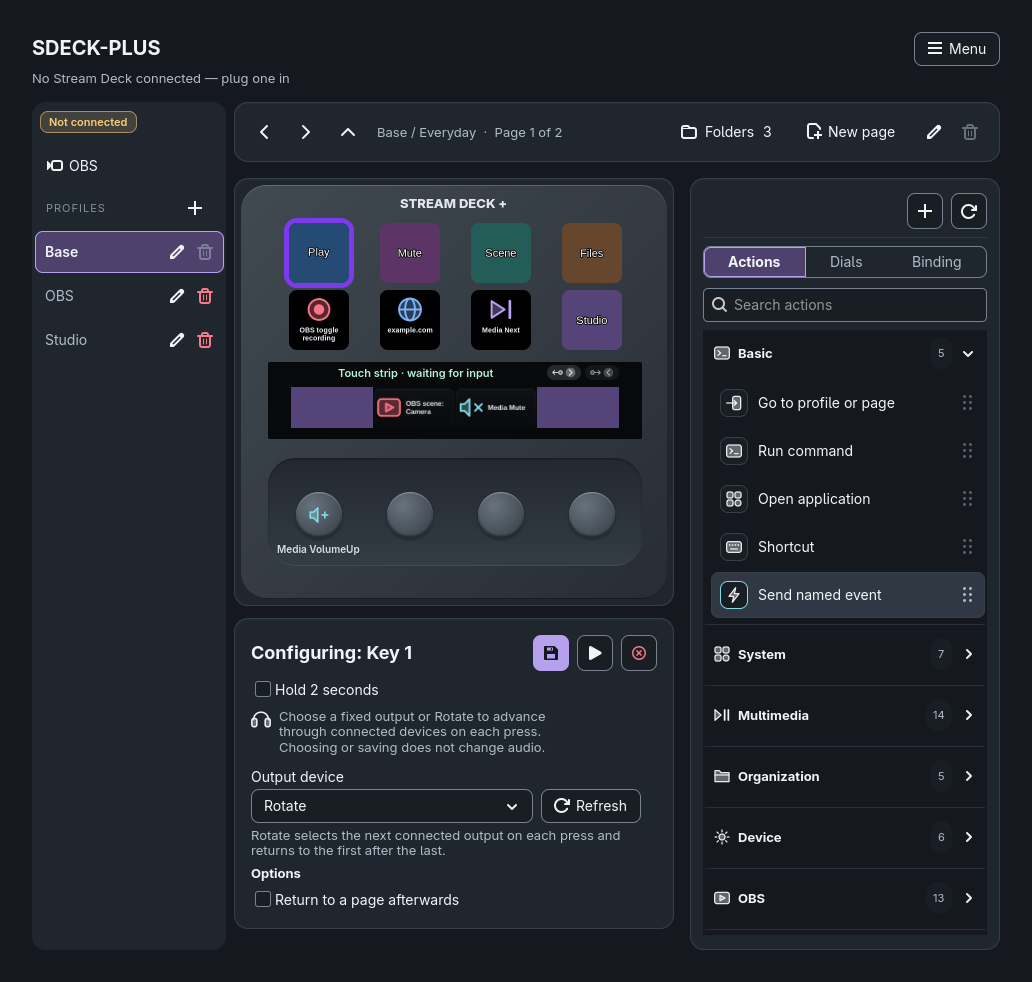 SDECK-PLUS
No Stream Deck connected — plug one in
Menu
Not connected
OBS
PROFILES
Base
OBS
Studio
Base / Everyday · Page 1 of 2
Folders 3
New page
STREAM DECK +
Play
Mute
Scene
Files
OBS toggle
recording
example.com
Media Next
Studio
Touch strip · waiting for input
OBS scene:
Camera
Media Mute
Media VolumeUp
Configuring: Key 1
Hold 2 seconds
Choose a fixed output or Rotate to advance
through connected devices on each press.
Choosing or saving does not change audio.
Output device
Rotate
Refresh
Rotate selects the next connected output on each press and
returns to the first after the last.
Options
Return to a page afterwards
Actions
Dials
Binding
Search actions
Basic 5
Go to profile or page
Run command
Open application
Shortcut
Send named event
System 7
Multimedia 14
Organization 5
Device 6
OBS 13